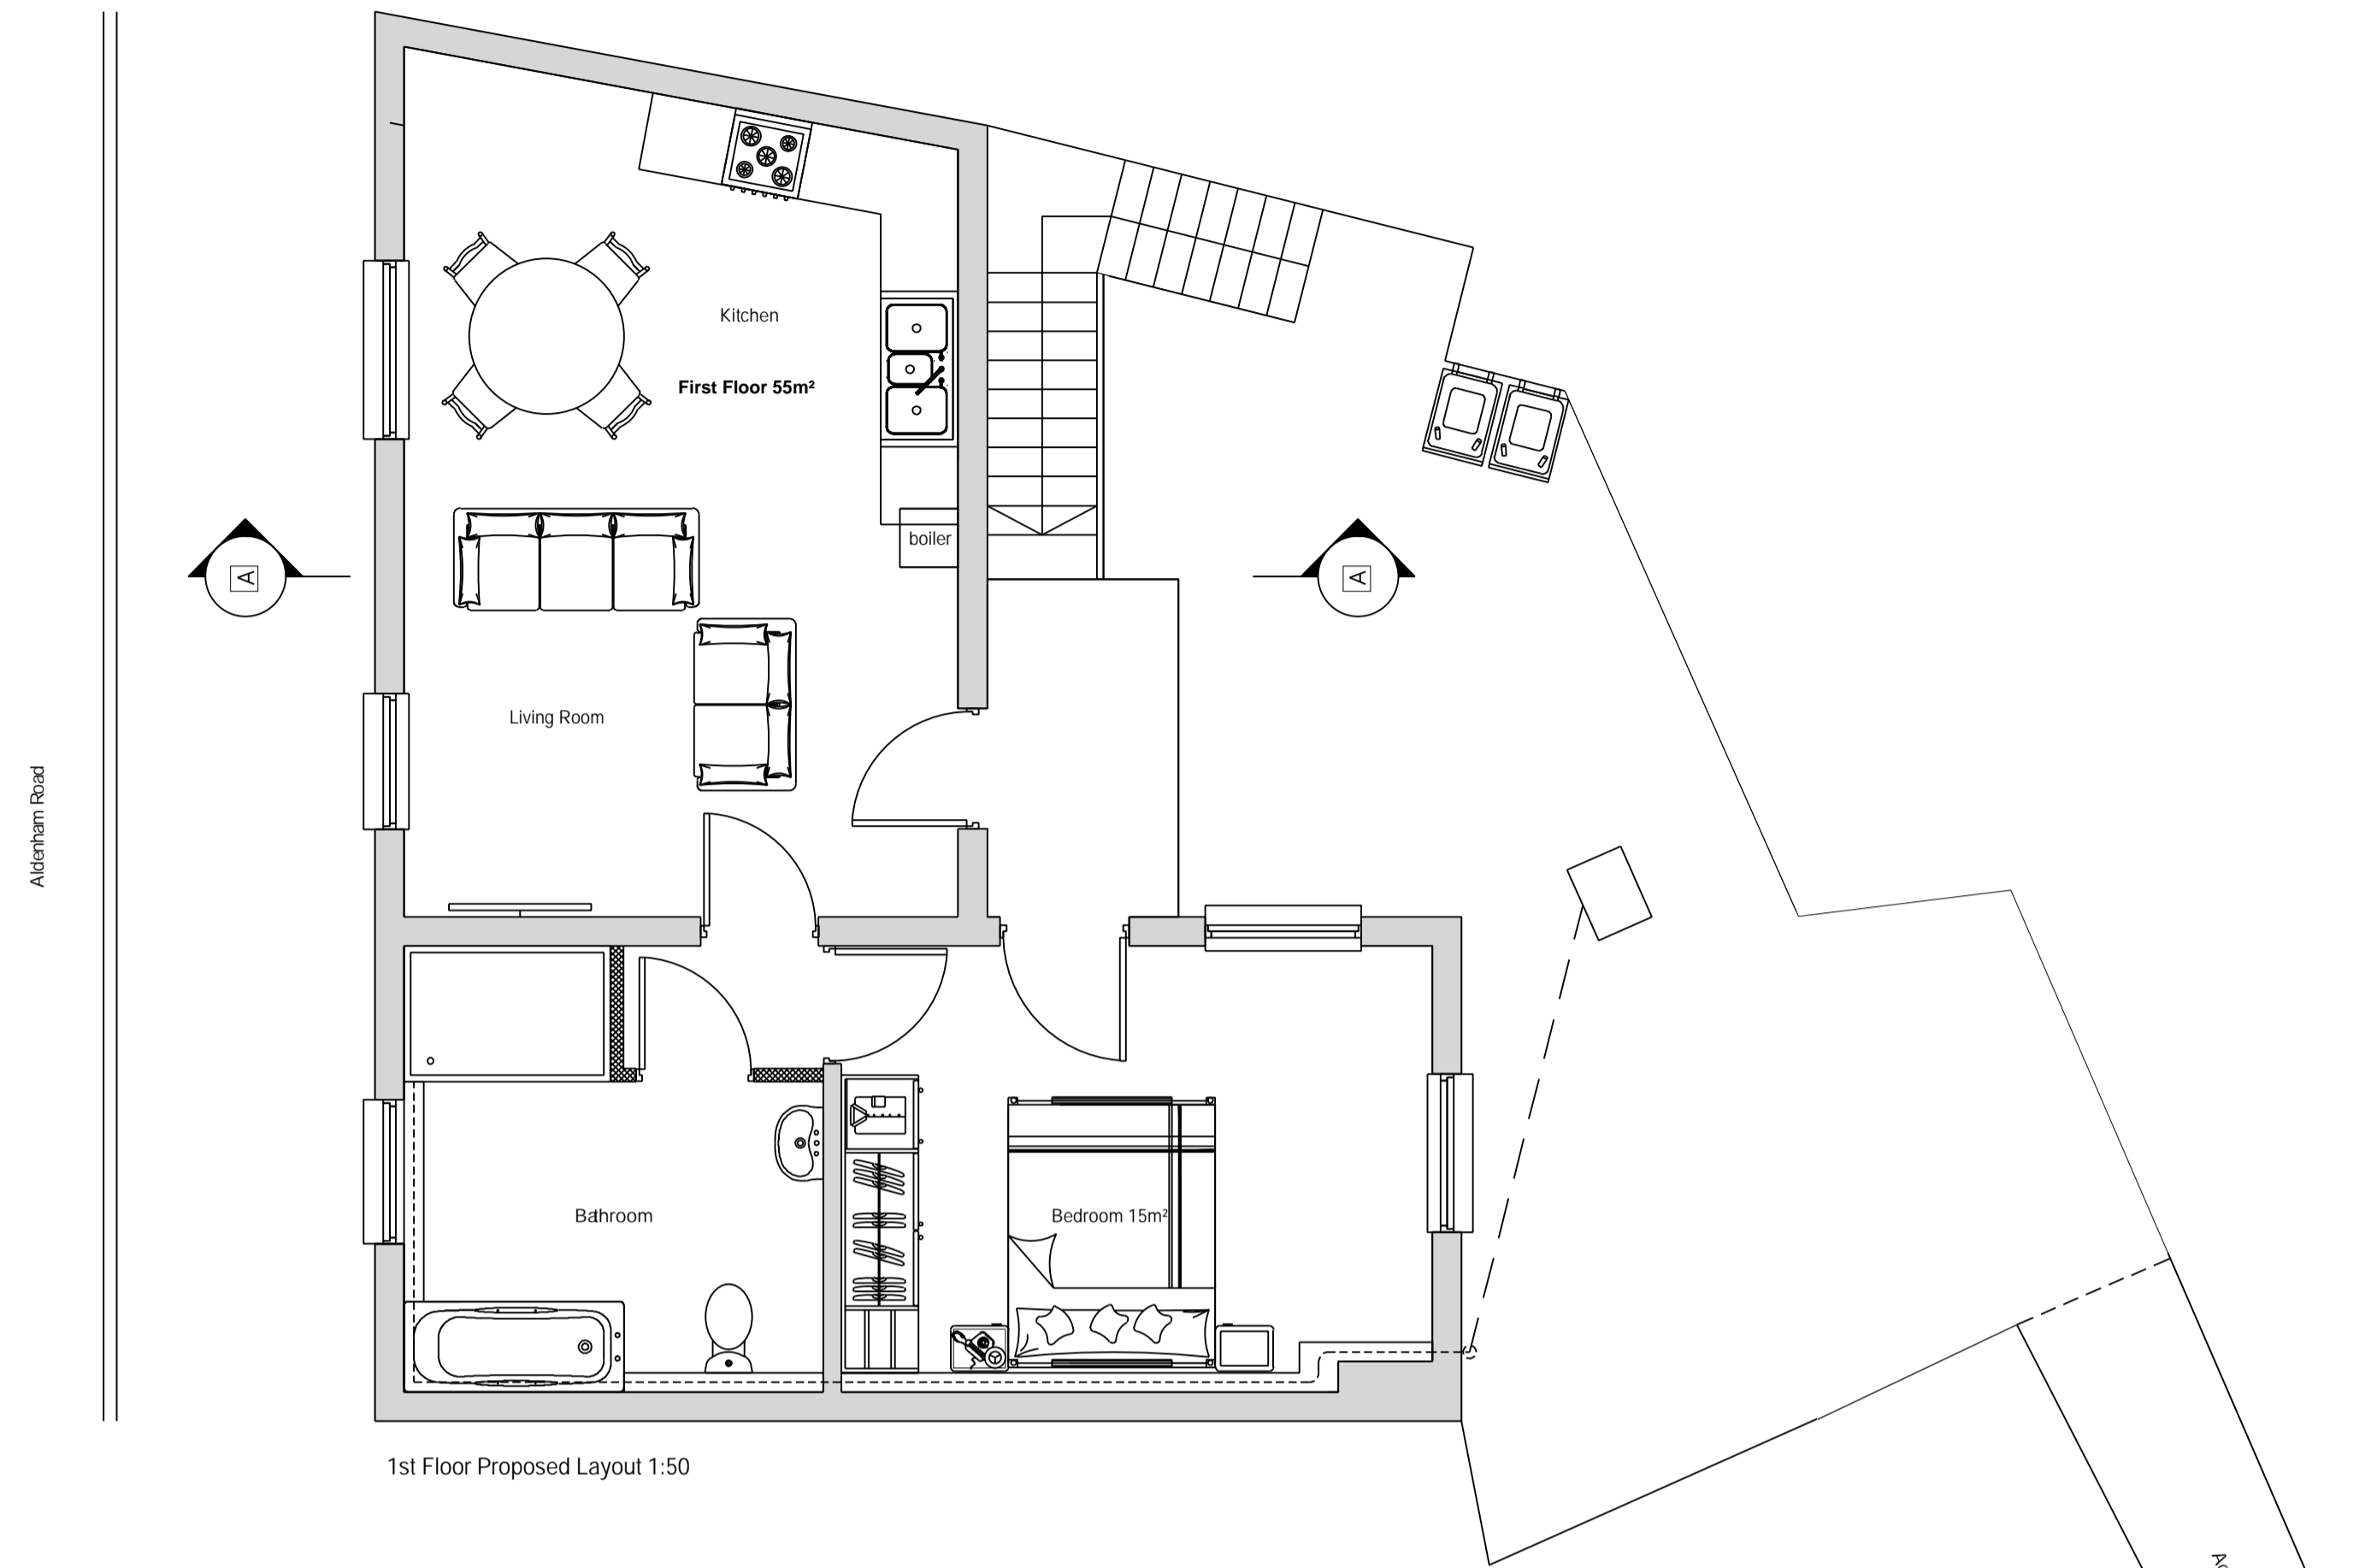 Kitchen
First Floor 55m²
boiler
A
A
Living Room
Aldenham Road
Bathroom
Bedroom 15m²
1st Floor Proposed Layout 1:50